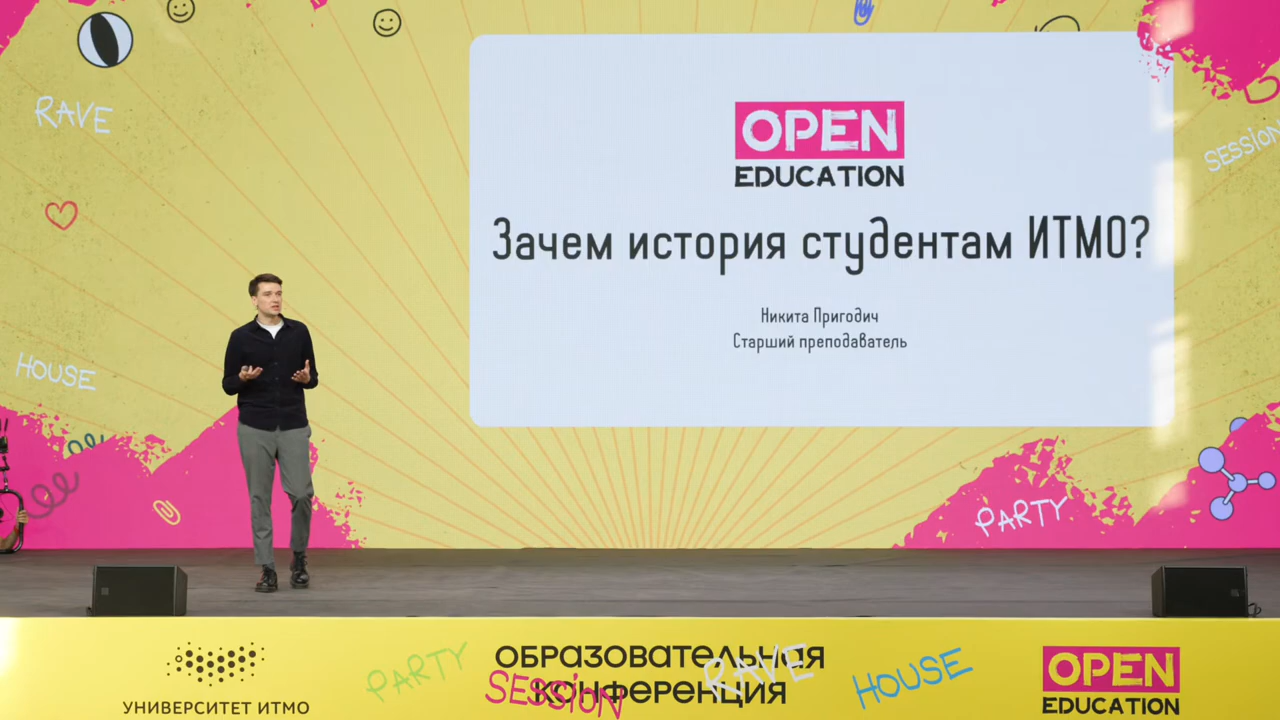 RAVE
SESSION
OPEN
EDUCATION
Зачем история студентам ИТМО?
Никита Пригодич
Старший преподаватель
HOUSE
PARTY
УНИВЕРСИТЕТ ИТМО
PARTY
ОБРАЗОВАТЕЛЬНАЯ
КОНФЕРЕНЦИЯ
SESSION
RAVE
HOUSE
OPEN
EDUCATION